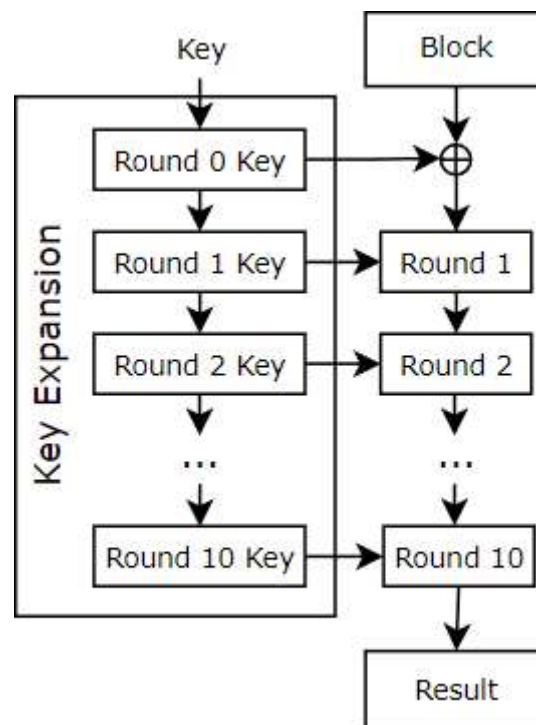 Key
Block
Key Expansion
Round 0 Key
Round 1 Key
Round 1
Round 2 Key
Round 2
...
...
Round 10 Key
Round 10
Result